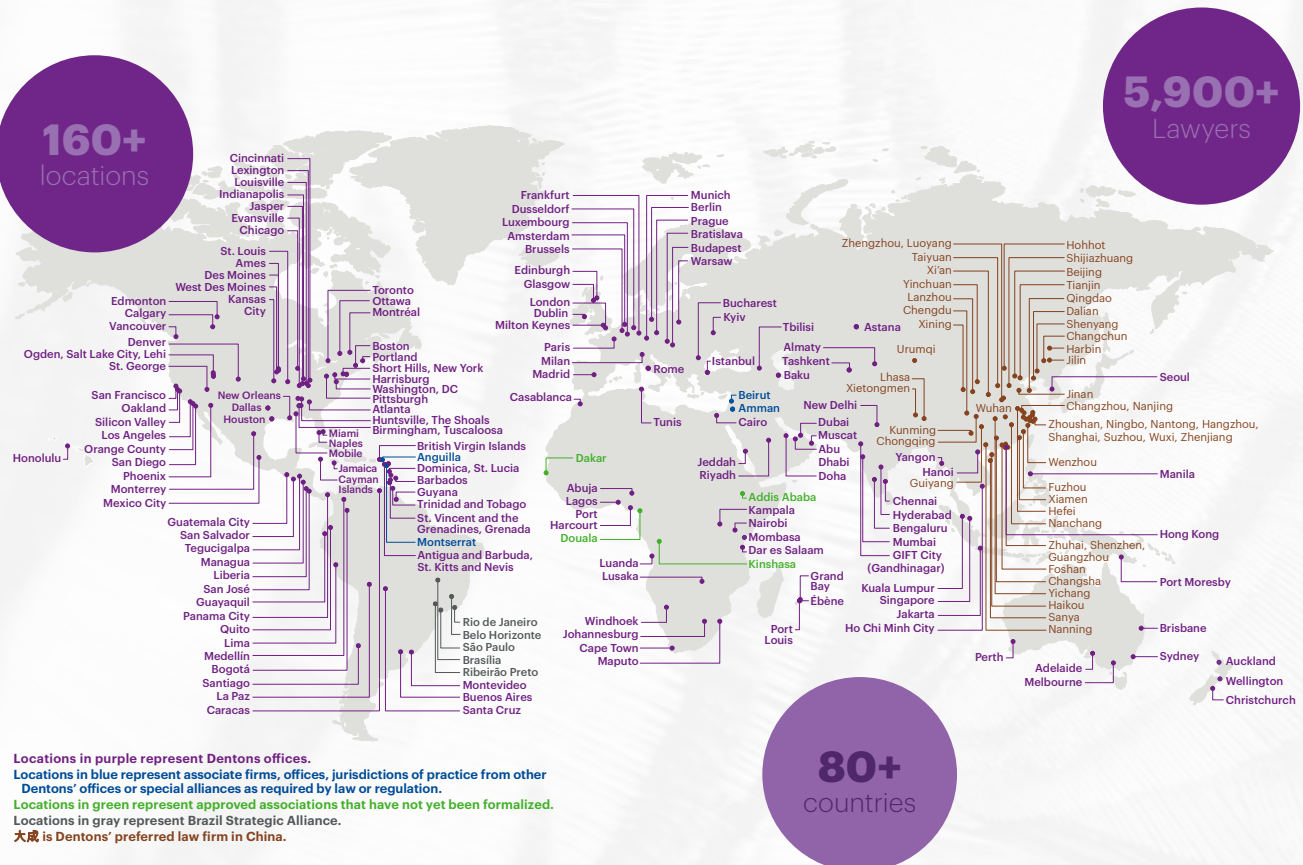 160+
locations
5,900+
Lawyers
Cincinnati
Lexington
Louisville
Indianapolis
Jasper
Evansville
Chicago
St. Louis
Ames
Des Moines
West Des Moines
Kansas
City
Edmonton
Calgary
Vancouver
Denver
Ogden, Salt Lake City, Lehi
St. George
San Francisco
Oakland
Silicon Valley
Los Angeles
Orange County
San Diego
Phoenix
Monterrey
Mexico City
Honolulu
New Orleans
Dallas
Houston
Toronto
Ottawa
Montréal
Boston
Portland
Short Hills, New York
Harrisburg
Washington, DC
Pittsburgh
Atlanta
Huntsville, The Shoals
Birmingham, Tuscaloosa
Miami
Naples
Mobile
Jamaica
Cayman
Islands
British Virgin Islands
Anguilla
Dominica, St. Lucia
Barbados
Guyana
Trinidad and Tobago
St. Vincent and the
Grenadines, Grenada
Montserrat
Antigua and Barbuda,
St. Kitts and Nevis
Guatemala City
San Salvador
Tegucigalpa
Managua
Liberia
San José
Guayaquil
Panama City
Quito
Lima
Medellín
Bogotá
Santiago
La Paz
Caracas
Rio de Janeiro
Belo Horizonte
São Paulo
Brasília
Ribeirão Preto
Montevideo
Buenos Aires
Santa Cruz
Frankfurt
Dusseldorf
Luxembourg
Amsterdam
Brussels
Edinburgh
Glasgow
London
Dublin
Milton Keynes
Paris
Milan
Madrid
Casablanca
Munich
Berlin
Prague
Bratislava
Budapest
Warsaw
Bucharest
Kyiv
Tbilisi
Istanbul
Rome
Baku
Astana
Almaty
Tashkent
Tunis
Beirut
Amman
Cairo
New Delhi
Dubai
Muscat
Abu
Dhabi
Doha
Jeddah
Riyadh
Dakar
Abuja
Lagos
Port
Harcourt
Douala
Addis Ababa
Kampala
Nairobi
Mombasa
Dar es Salaam
Kinshasa
Luanda
Lusaka
Windhoek
Johannesburg
Cape Town
Maputo
Grand
Bay
Ébène
Port
Louis
Zhengzhou, Luoyang
Taiyuan
Xi'an
Yinchuan
Lanzhou
Chengdu
Xining
Urumqi
Lhasa
Xietongmen
Wuhan
Kunming
Chongqing
Yangon
Hanoi
Guiyang
Chennai
Hyderabad
Bengaluru
Mumbai
GIFT City
(Gandhinagar)
Kuala Lumpur
Singapore
Jakarta
Ho Chi Minh City
Hohhot
Shijiazhuang
Beijing
Tianjin
Qingdao
Dalian
Shenyang
Changchun
Harbin
Jilin
Seoul
Jinan
Changzhou, Nanjing
Zhoushan, Ningbo, Nantong, Hangzhou,
Shanghai, Suzhou, Wuxi, Zhenjiang
Wenzhou
Manila
Fuzhou
Xiamen
Hefei
Nanchang
Hong Kong
Zhuhai, Shenzhen,
Guangzhou
Foshan
Changsha
Yichang
Haikou
Sanya
Nanning
Port Moresby
Perth
Adelaide
Melbourne
Brisbane
Sydney
Auckland
Wellington
Christchurch
80+
countries
Locations in purple represent Dentons offices.
Locations in blue represent associate firms, offices, jurisdictions of practice from other
Dentons' offices or special alliances as required by law or regulation.
Locations in green represent approved associations that have not yet been formalized.
Locations in gray represent Brazil Strategic Alliance.
大成 is Dentons' preferred law firm in China.